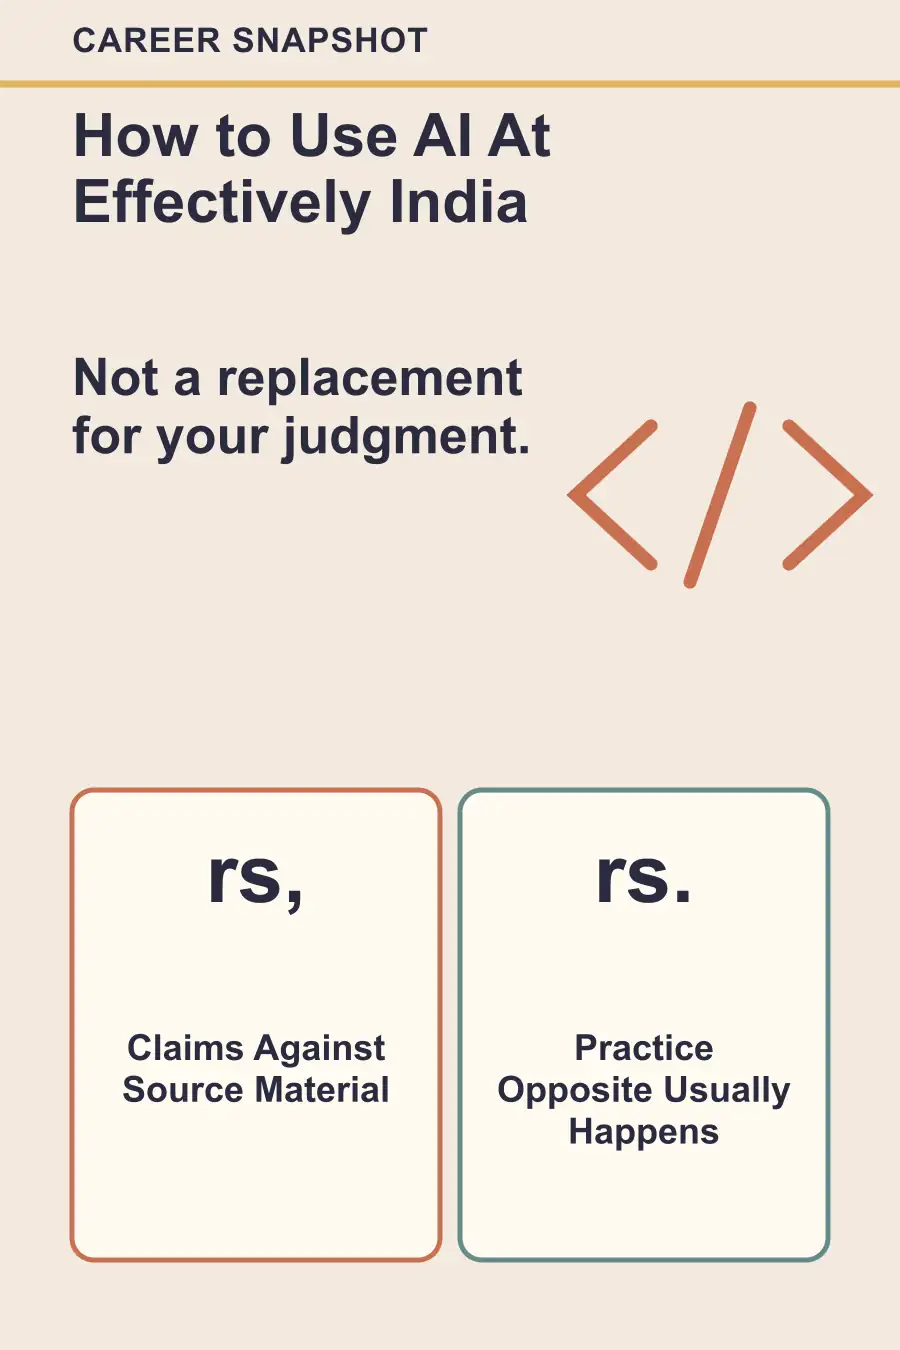 CAREER SNAPSHOT
How to Use AI At
Effectively India
Not a replacement
for your judgment.
</>
rs,
Claims Against
Source Material
rs.
Practice
Opposite Usually
Happens